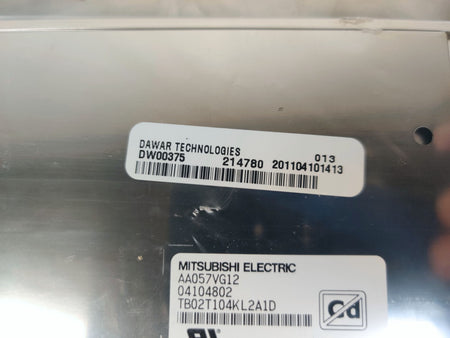 DAWAR TECHNOLOGIES 013
DW00375 214780 201104101413
MITSUBISHI ELECTRIC
AA057VG12
04104802
TB02T104KL2A1D
Cd